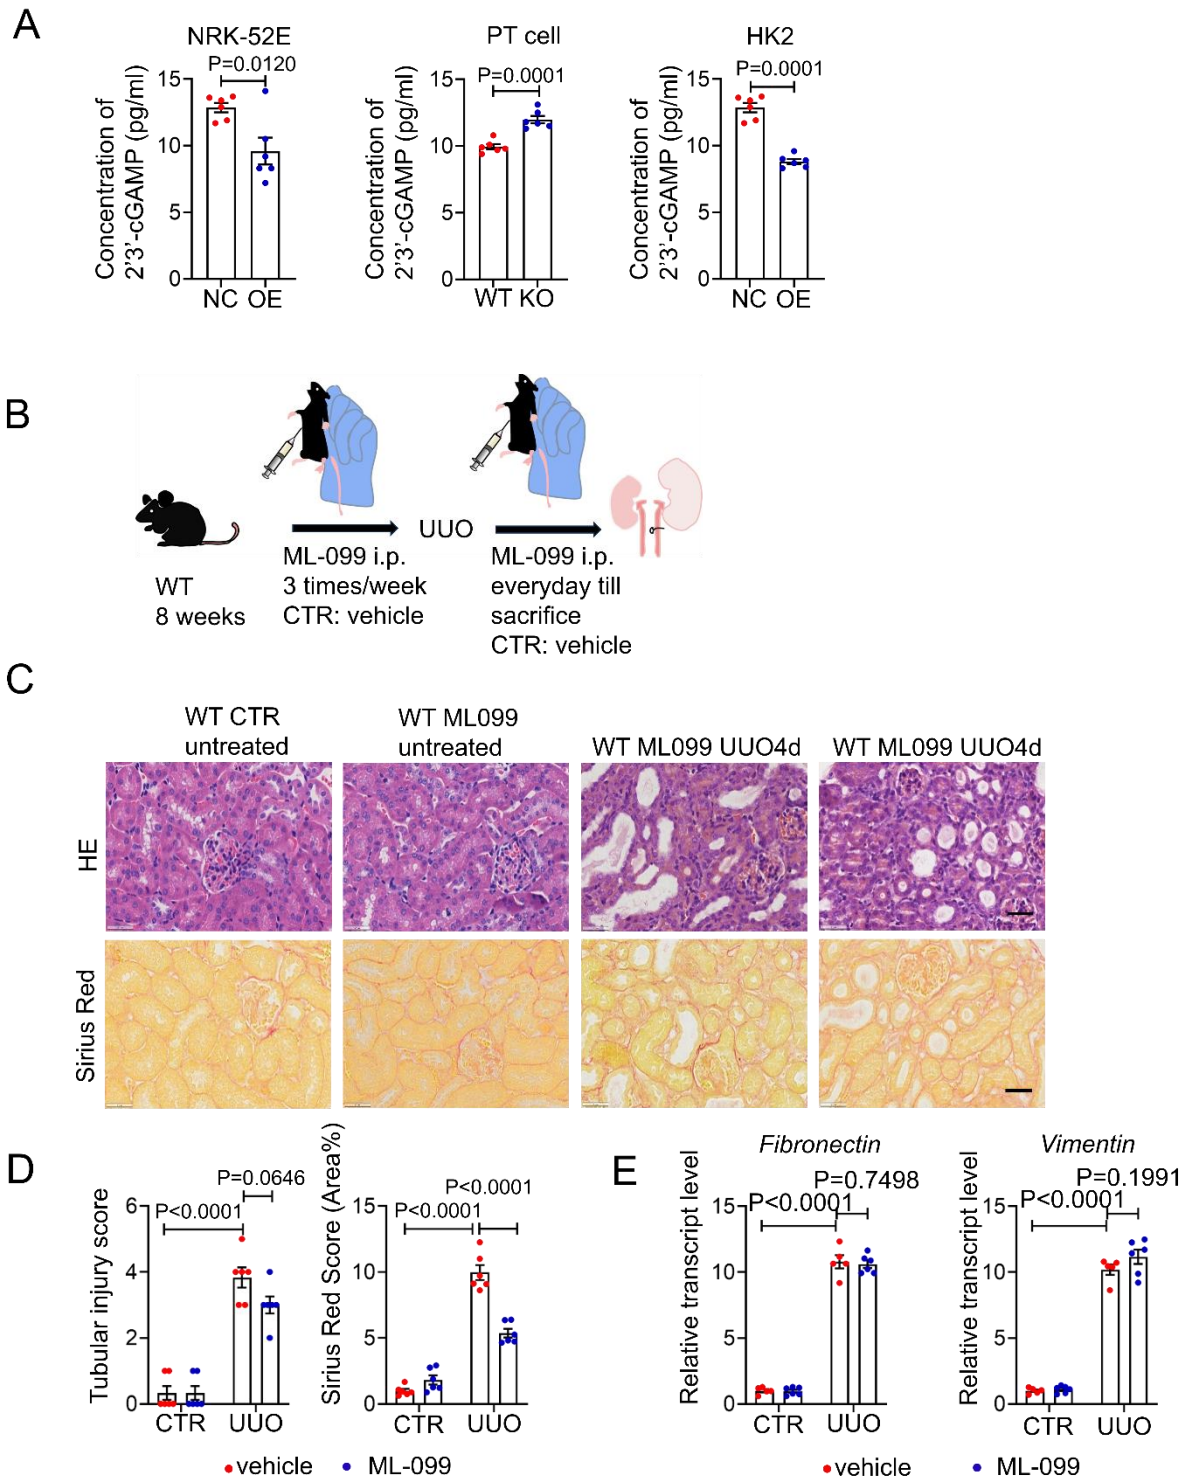 A
NRK-52E
P=0.0120
Concentration of
2'3'-cGAMP (pg/ml)
15
10
5
0
NC OE
PT cell
P=0.0001
Concentration of
2'3'-cGAMP (pg/ml)
15
10
5
0
WT KO
HK2
P=0.0001
Concentration of
2'3'-cGAMP (pg/ml)
15
10
5
0
NC OE
B
WT
8 weeks
ML-099 i.p.
3 times/week
CTR: vehicle
UUO
ML-099 i.p.
everyday till
sacrifice
CTR: vehicle
C
WT CTR
untreated
WT ML099
untreated
WT ML099 UUO4d
WT ML099 UUO4d
HE
Sirius Red
D
Tubular injury score
P<0.0001
P=0.0646
6
4
2
0
CTR UUO
Sirius Red Score (Area%)
P<0.0001
P<0.0001
15
10
5
0
CTR UUO
vehicle ML-099
E
Fibronectin
Relative transcript level
P=0.7498
P<0.0001
15
10
5
0
CTR UUO
Vimentin
Relative transcript level
P=0.1991
P<0.0001
15
10
5
0
CTR UUO
vehicle ML-099